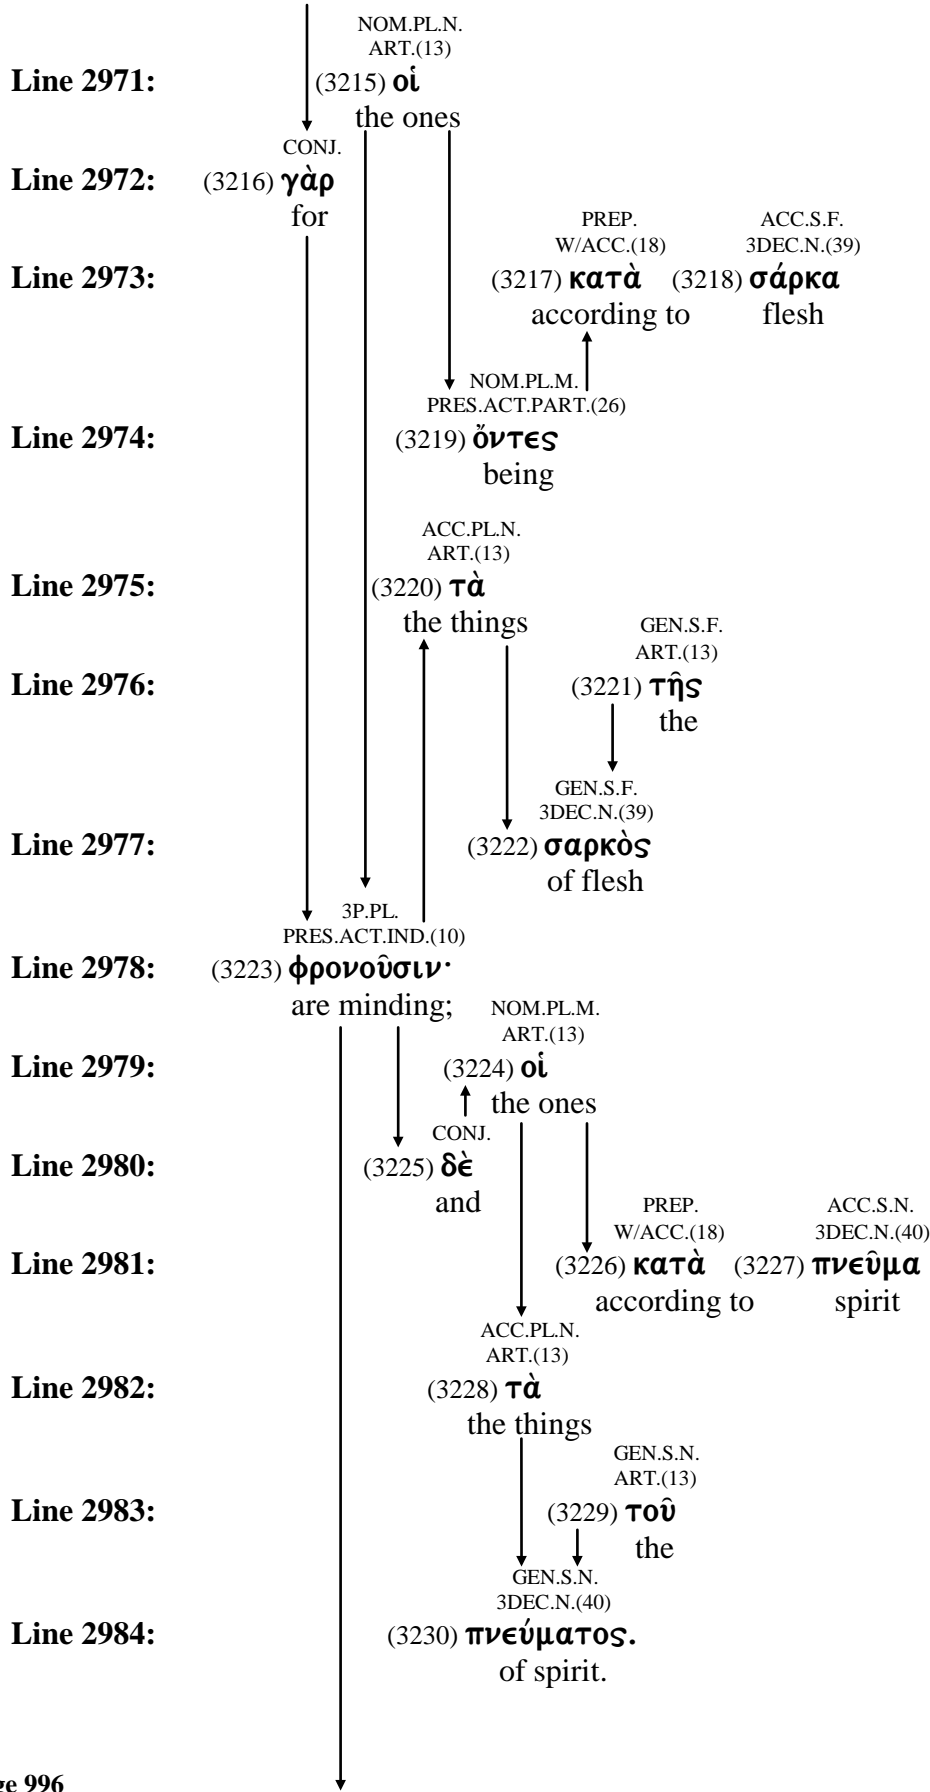 NOM.PL.N.
ART.(13)
Line 2971: (3215) οἱ
the ones
CONJ.
Line 2972: (3216) γὰρ
for
PREP. ACC.S.F.
W/ACC.(18) 3DEC.N.(39)
Line 2973: (3217) κατὰ (3218) σάρκα
according to flesh
NOM.PL.M.
PRES.ACT.PART.(26)
Line 2974: (3219) ὄντες
being
ACC.PL.N.
ART.(13)
Line 2975: (3220) τὰ
the things
GEN.S.F.
ART.(13)
Line 2976: (3221) τῆς
the
GEN.S.F.
3DEC.N.(39)
Line 2977: (3222) σαρκὸς
of flesh
3P.PL.
PRES.ACT.IND.(10)
Line 2978: (3223) φρονοῦσιν·
are minding;
NOM.PL.M.
ART.(13)
Line 2979: (3224) οἱ
the ones
CONJ.
Line 2980: (3225) δὲ
and
PREP. ACC.S.N.
W/ACC.(18) 3DEC.N.(40)
Line 2981: (3226) κατὰ (3227) πνεῦμα
according to spirit
ACC.PL.N.
ART.(13)
Line 2982: (3228) τὰ
the things
GEN.S.N.
ART.(13)
Line 2983: (3229) τοῦ
the
GEN.S.N.
3DEC.N.(40)
Line 2984: (3230) πνεύματος.
of spirit.
ge 996